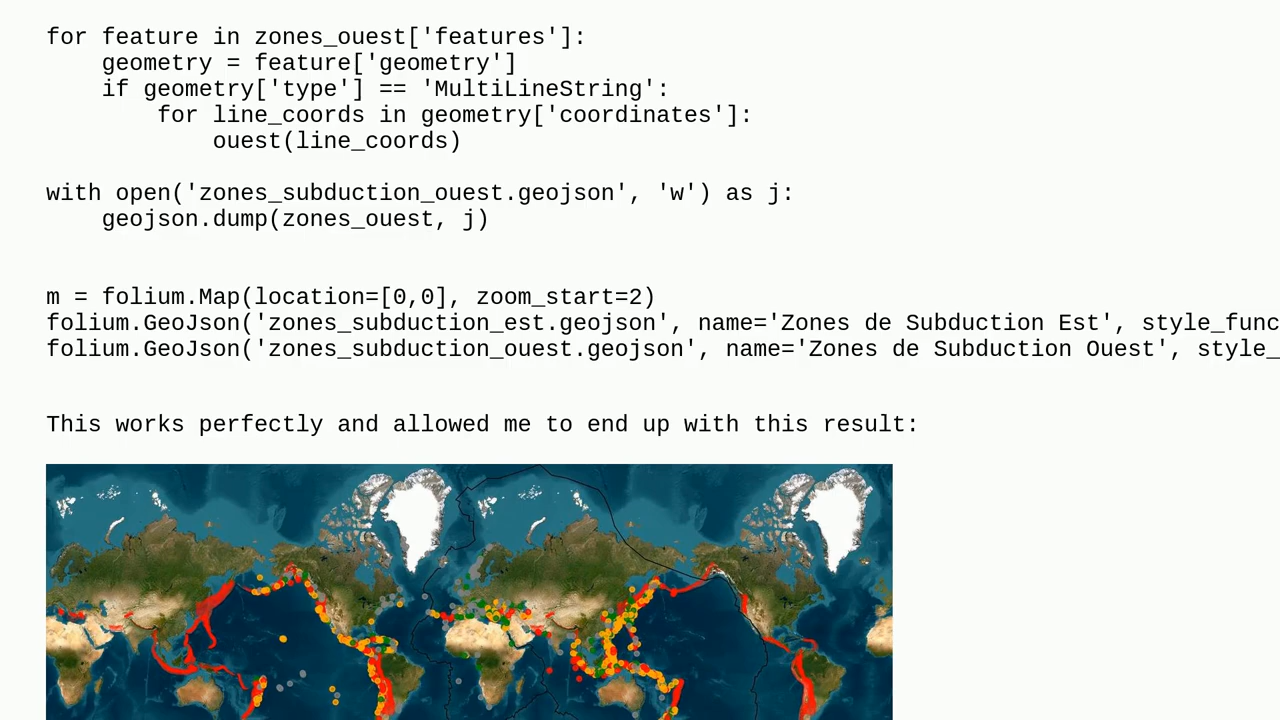 for feature in zones_ouest['features']:
    geometry = feature['geometry']
    if geometry['type'] == 'MultiLineString':
        for line_coords in geometry['coordinates']:
            ouest(line_coords)
with open('zones_subduction_ouest.geojson', 'w') as j:
    geojson.dump(zones_ouest, j)
m = folium.Map(location=[0,0], zoom_start=2)
folium.GeoJson('zones_subduction_est.geojson', name='Zones de Subduction Est', style_func
folium.GeoJson('zones_subduction_ouest.geojson', name='Zones de Subduction Ouest', style_
This works perfectly and allowed me to end up with this result: